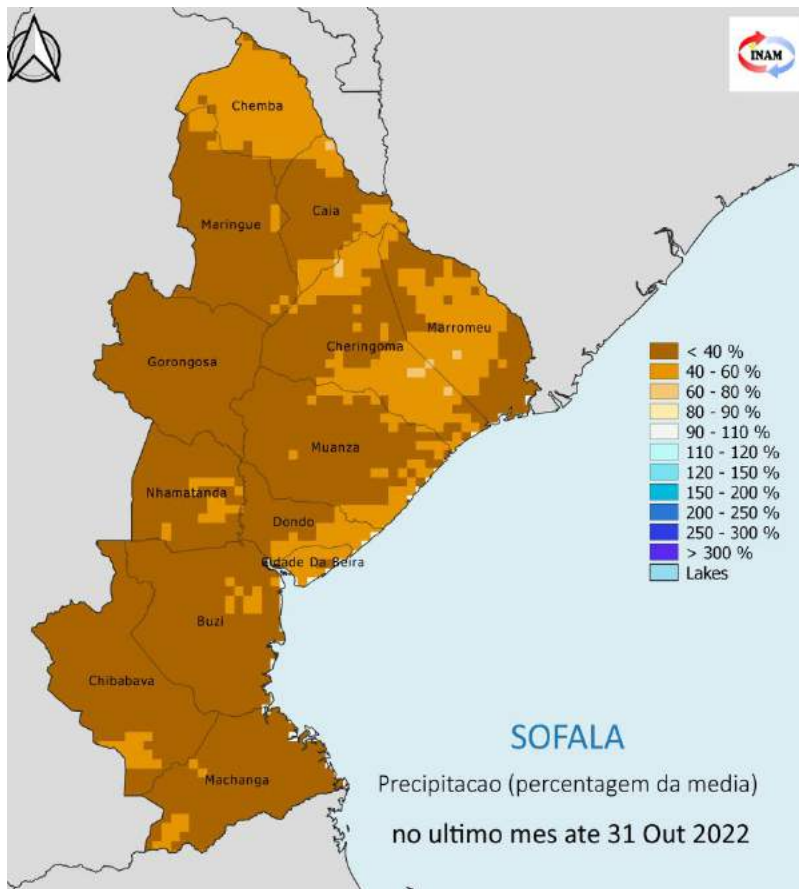 INAM
Chemba
Maringue
Caia
Gorongosa
Cheringoma
Marromeu
Muanza
Nhamatanda
Dondo
Cidade Da Beira
Buzi
Chibabava
Machanga
< 40 %
40 - 60 %
60 - 80 %
80 - 90 %
90 - 110 %
110 - 120 %
120 - 150 %
150 - 200 %
200 - 250 %
250 - 300 %
> 300 %
Lakes
SOFALA
Precipitacao (percentagem da media)
no ultimo mes ate 31 Out 2022